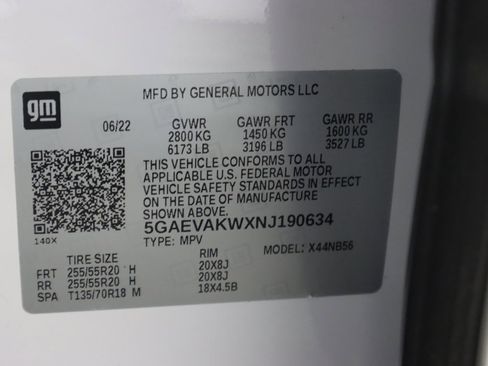 gm
MFD BY GENERAL MOTORS LLC
06/22 GVWR GAWR FRT GAWR RR
2800 KG 1450 KG 1600 KG
6173 LB 3196 LB 3527 LB
THIS VEHICLE CONFORMS TO ALL
APPLICABLE U.S. FEDERAL MOTOR
VEHICLE SAFETY STANDARDS IN EFFECT
ON THE DATE OF MANUFACTURE
SHOWN ABOVE.
140X 5GAEVAKWXNJ190634
TYPE: MPV MODEL: X44NB56
TIRE SIZE RIM
FRT 255/55R20 H 20X8J
RR 255/55R20 H 20X8J
SPA T135/70R18 M 18X4.5B